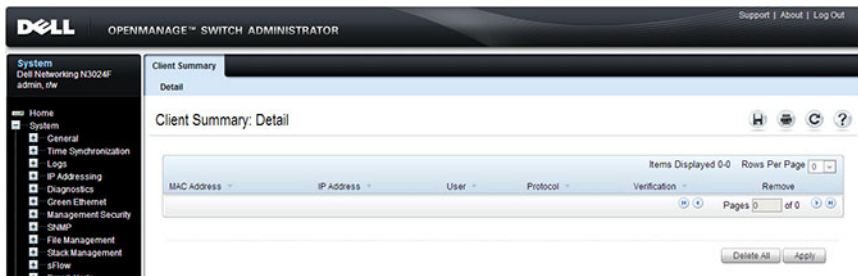 Support | About | Log Out
DELL
OPENMANAGE™ SWITCH ADMINISTRATOR
System
Dell Networking N3024F
admin, r/w
Client Summary
Detail
Home
System
General
Time Synchronization
Logs
IP Addressing
Diagnostics
Green Ethernet
Management Security
SNMP
File Management
Stack Management
sFlow
Client Summary: Detail
Items Displayed 0-0 Rows Per Page 0
MAC Address IP Address User Protocol Verification Remove
Pages 0 of 0
Delete All Apply